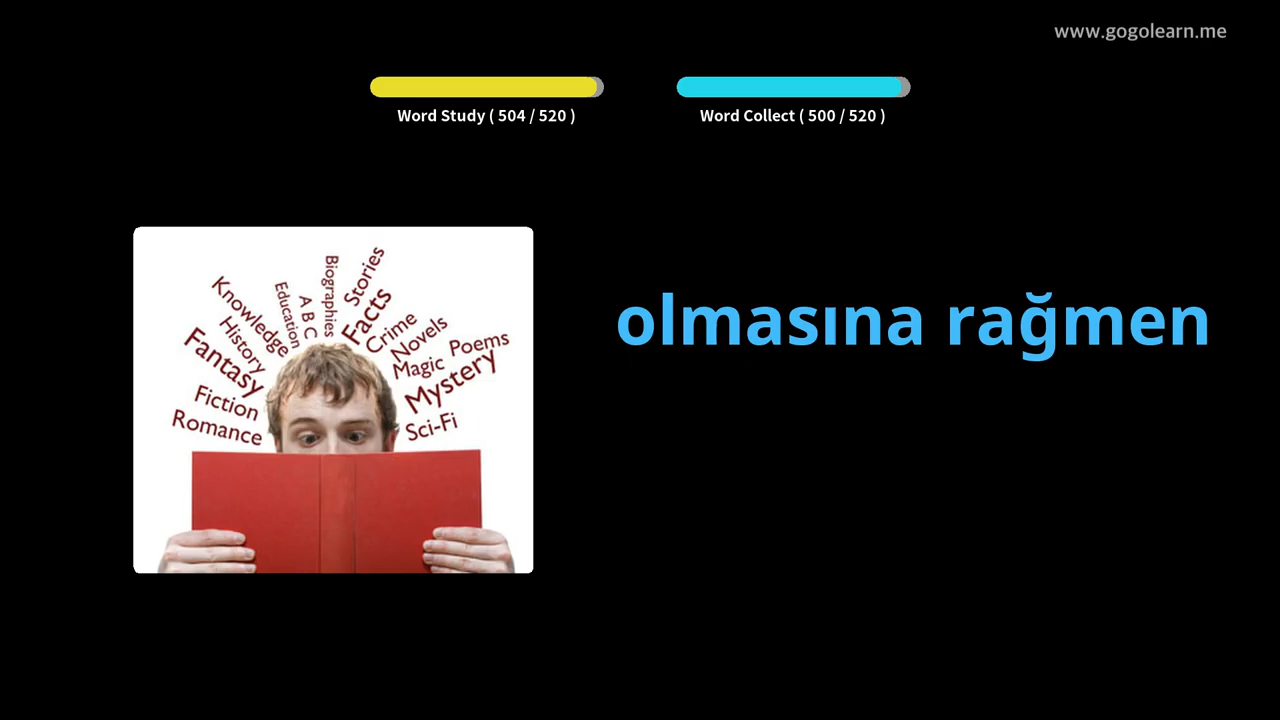 www.gogolearn.me
Word Study ( 504 / 520 )
Word Collect ( 500 / 520 )
olmasına rağmen
Knowledge
Education
A B C
Biographies
Stories
Facts
Crime
Novels
Poems
Magic
Mystery
Sci-Fi
History
Fantasy
Fiction
Romance